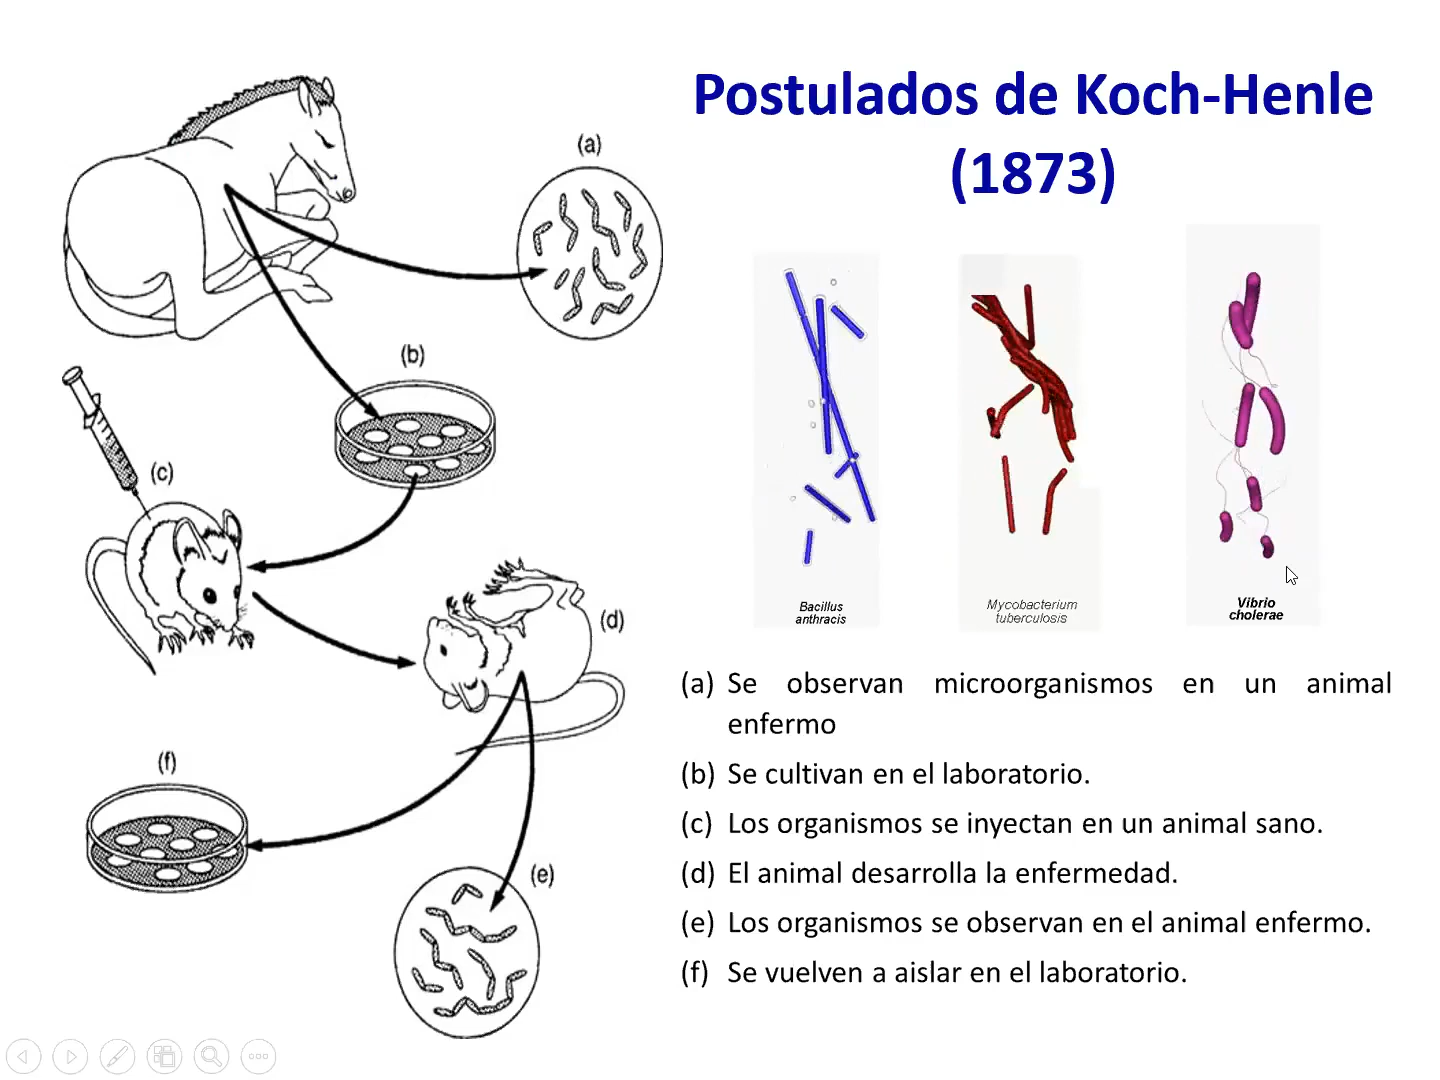 Postulados de Koch-Henle
(1873)
(a)
(b)
(c)
(d)
(e)
(f)
Bacillus
anthracis
Mycobacterium
tuberculosis
Vibrio
cholerae
(a) Se observan microorganismos en un animal
enfermo
(b) Se cultivan en el laboratorio.
(c) Los organismos se inyectan en un animal sano.
(d) El animal desarrolla la enfermedad.
(e) Los organismos se observan en el animal enfermo.
(f) Se vuelven a aislar en el laboratorio.